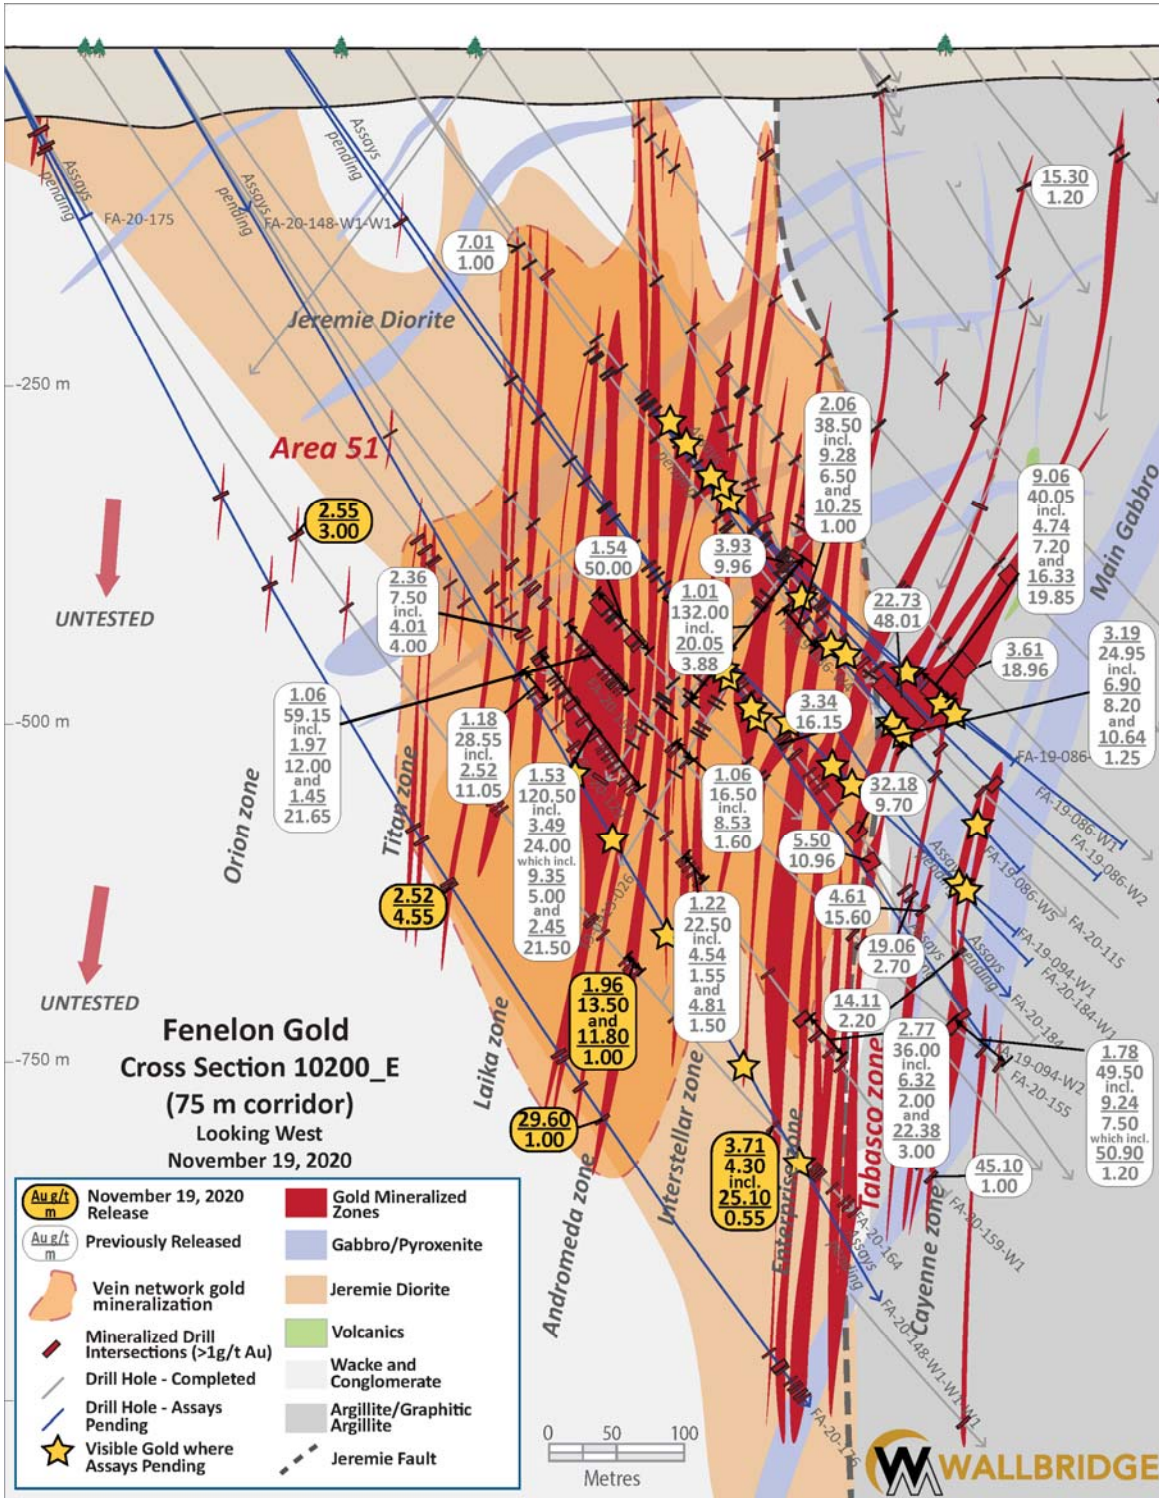 Assays
pending
FA-20-175
Assays
pending
FA-20-148-W1-W1
Assays
pending
15.30
1.20
7.01
1.00
Jeremie Diorite
-250 m
Area 51
2.55
3.00
UNTESTED
2.36
7.50
incl.
4.01
4.00
1.54
50.00
3.93
9.96
2.06
38.50
incl.
9.28
6.50
and
10.25
1.00
9.06
40.05
incl.
4.74
7.20
and
16.33
19.85
Main Gabbro
1.01
132.00
incl.
20.05
3.88
22.73
48.01
3.61
18.96
3.19
24.95
incl.
6.90
8.20
and
10.64
1.25
-500 m
1.06
59.15
incl.
1.97
12.00
and
1.45
21.65
1.18
28.55
incl.
2.52
11.05
3.34
16.15
1.53
120.50
incl.
3.49
24.00
which incl.
9.35
5.00
and
2.45
21.50
1.06
16.50
incl.
8.53
1.60
32.18
9.70
5.50
10.96
FA-19-086-
FA-19-086-W1
FA-19-086-W2
FA-19-086-W5
FA-20-115
Orion zone
Titan zone
2.52
4.55
4.61
15.60
Assays
pending
19.06
2.70
Assays
pending
FA-19-094-W1
FA-20-184-W1
FA-20-184
FA-19-094-W2
FA-20-155
1.22
22.50
incl.
4.54
1.55
and
4.81
1.50
UNTESTED
1.96
13.50
and
11.80
1.00
14.11
2.20
2.77
36.00
incl.
6.32
2.00
and
22.38
3.00
1.78
49.50
incl.
9.24
7.50
which incl.
50.90
1.20
Fenelon Gold
Cross Section 10200_E
(75 m corridor)
Looking West
November 19, 2020
-750 m
Laika zone
Interstellar zone
Tabasco zone
29.60
1.00
3.71
4.30
incl.
25.10
0.55
45.10
1.00
Andromeda zone
Enterprise zone
Cayenne zone
FA-20-164
Assays
pending
FA-20-159-W1
FA-20-148-W1-W1-W1
Au g/t
m
November 19, 2020
Release
Au g/t
m
Previously Released
Vein network gold
mineralization
Mineralized Drill
Intersections (>1g/t Au)
Drill Hole - Completed
Drill Hole - Assays
Pending
Visible Gold where
Assays Pending
Gold Mineralized
Zones
Gabbro/Pyroxenite
Jeremie Diorite
Volcanics
Wacke and
Conglomerate
Argillite/Graphitic
Argillite
Jeremie Fault
0 50 100
Metres
WALLBRIDGE